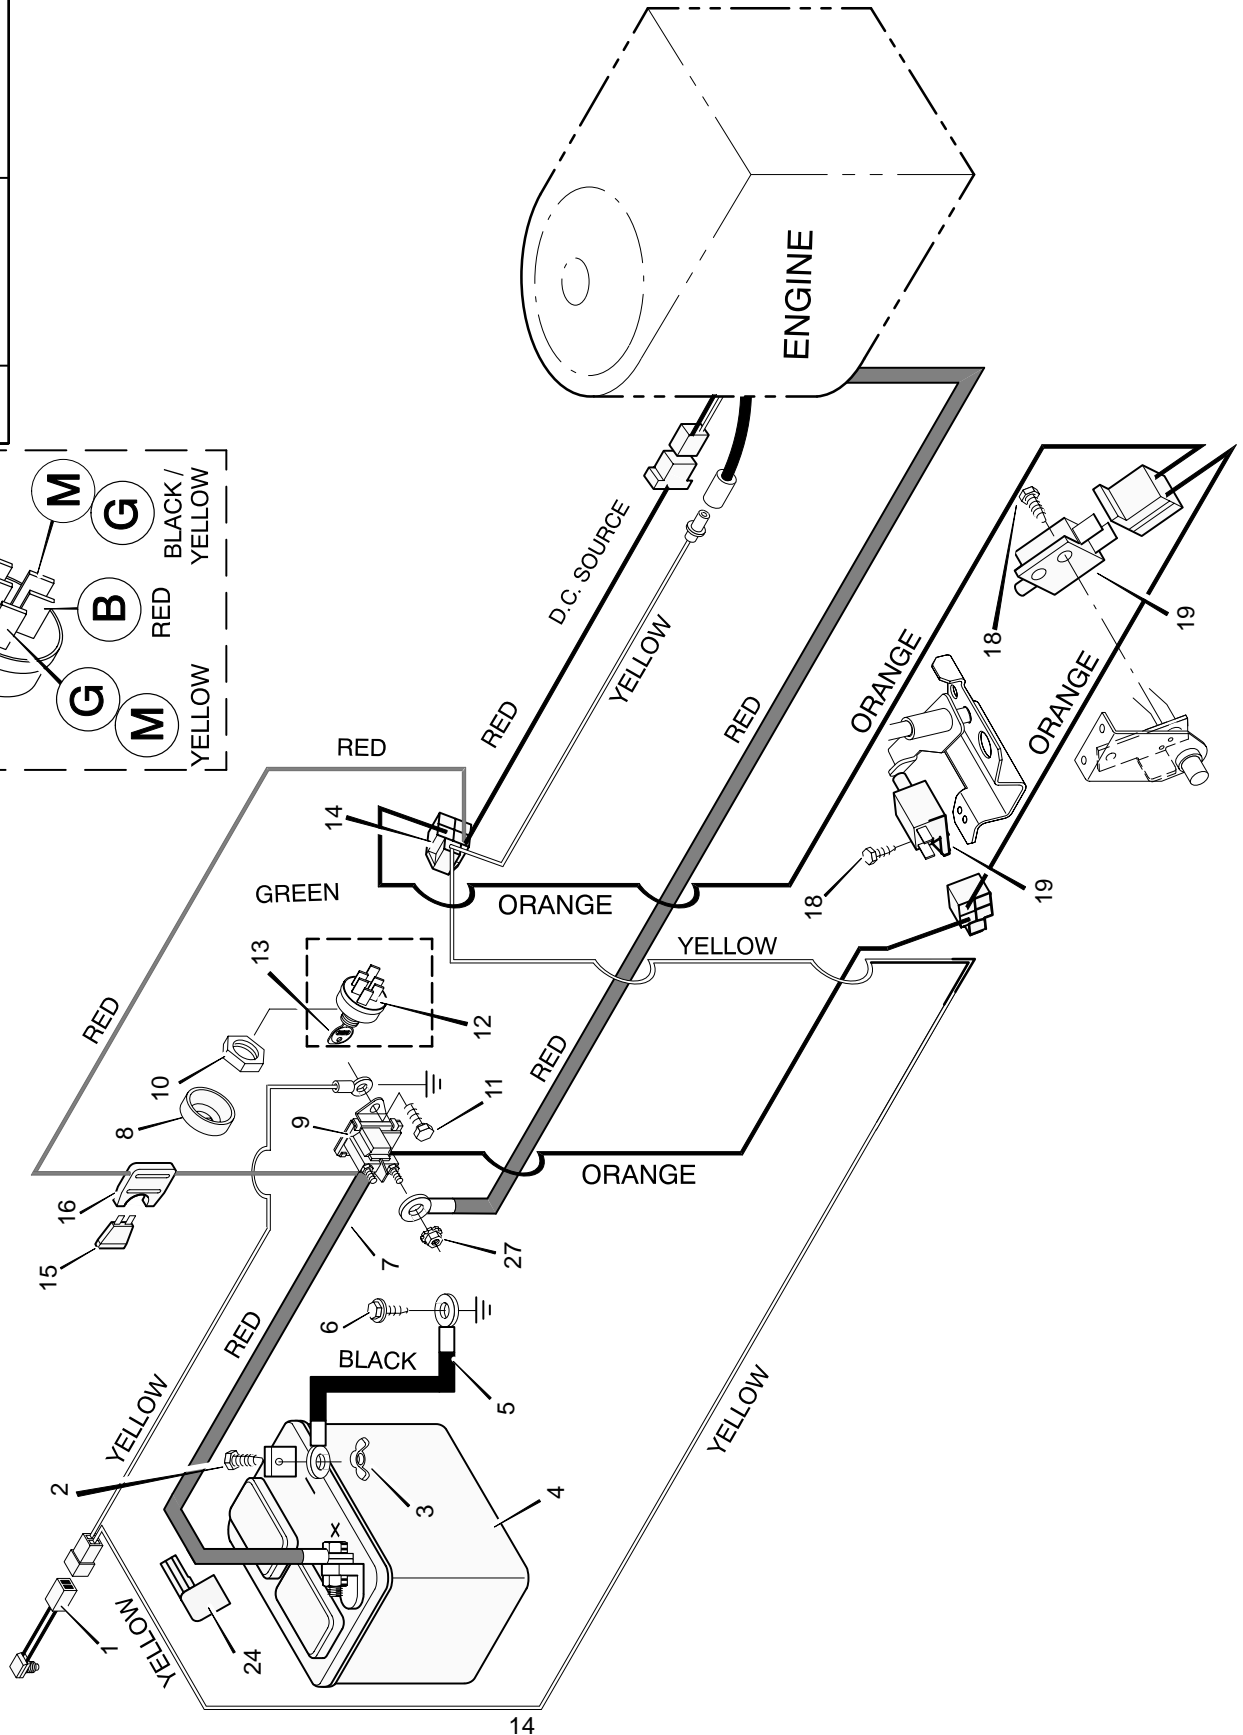 M
G
BLACK /
YELLOW
B
RED
G
M
YELLOW
ENGINE
D.C. SOURCE
RED
YELLOW
RED
RED
14
GREEN
ORANGE
ORANGE
18
19
ORANGE
18
19
YELLOW
RED
13
12
10
8
9
11
RED
ORANGE
16
15
7
27
RED
6
BLACK
5
YELLOW
2
3
4
X
1
YELLOW
24
YELLOW
14